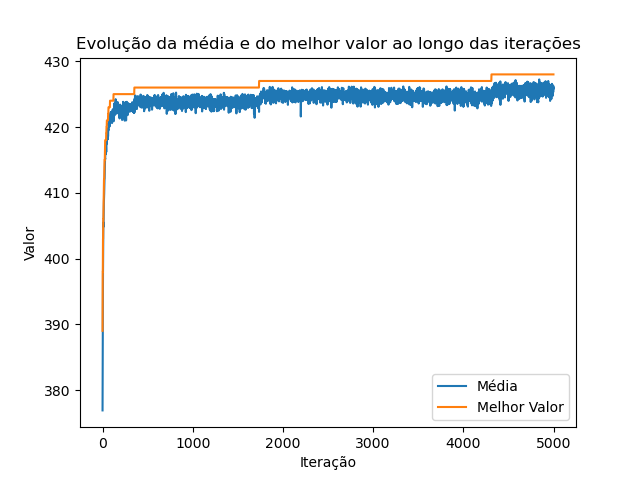 Evolução da média e do melhor valor ao longo das iterações
Valor
430
420
410
400
390
380
0
1000
2000
3000
4000
5000
Iteração
Média
Melhor Valor